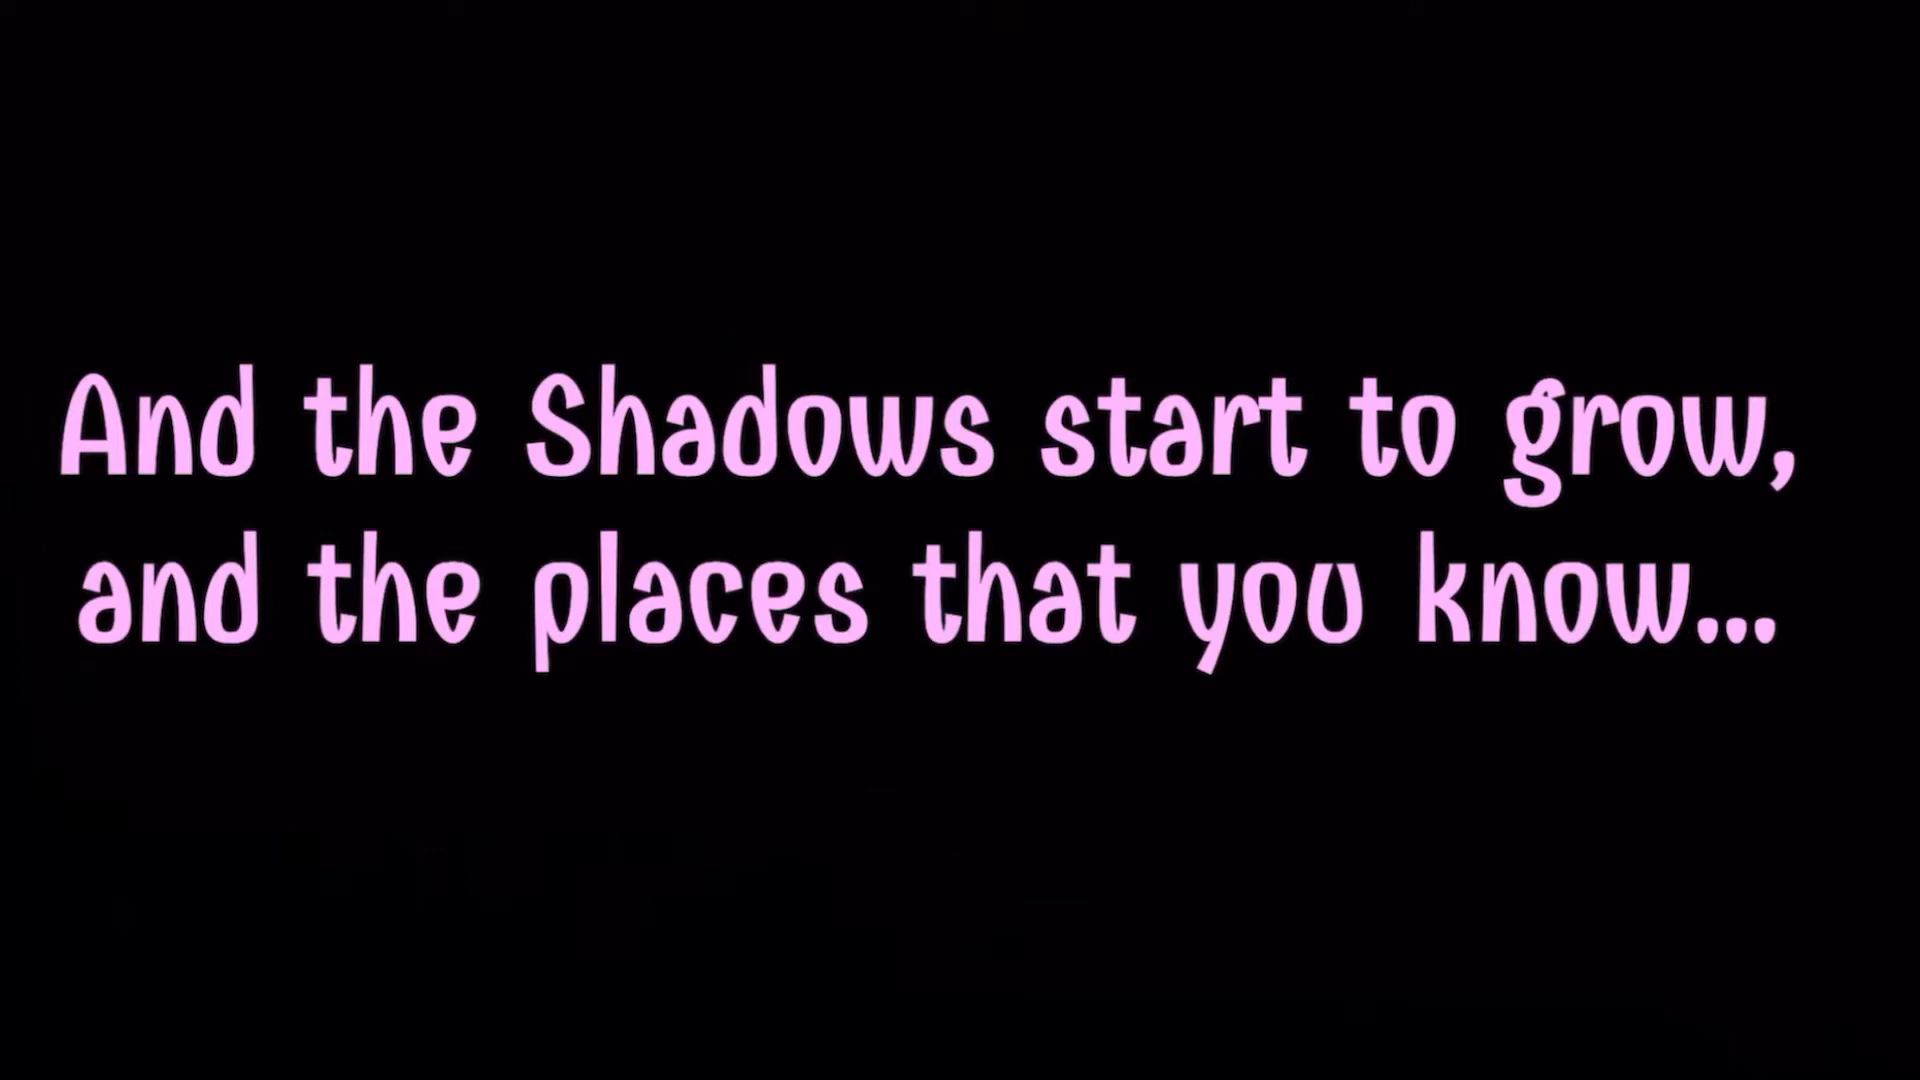 And the Shadows start to grow,
and the places that you know...